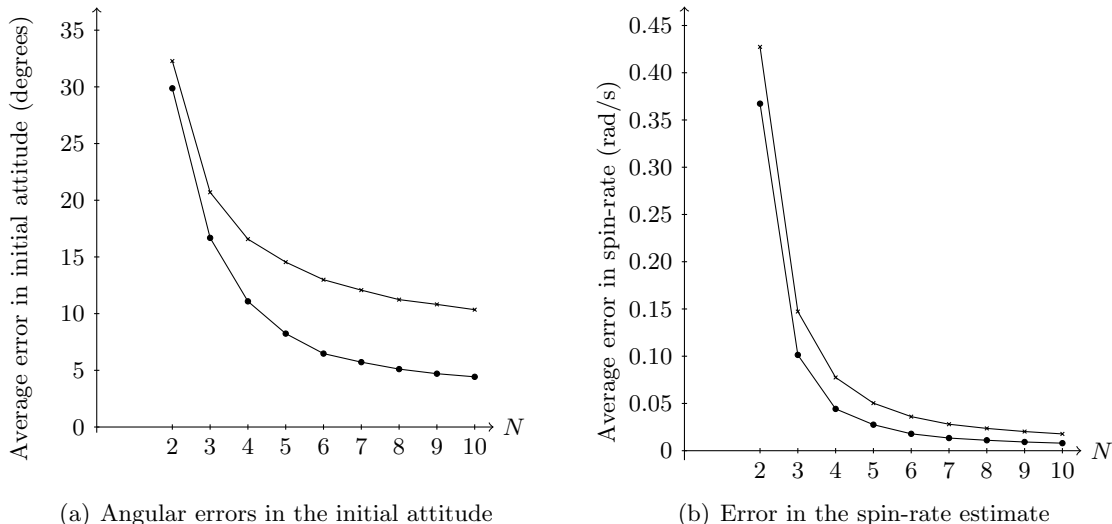 Average error in initial attitude (degrees)
35
30
25
20
15
10
5
0
2 3 4 5 6 7 8 9 10
N
(a) Angular errors in the initial attitude
Average error in spin-rate (rad/s)
0.45
0.40
0.35
0.30
0.25
0.20
0.15
0.10
0.05
0
2 3 4 5 6 7 8 9 10
N
(b) Error in the spin-rate estimate